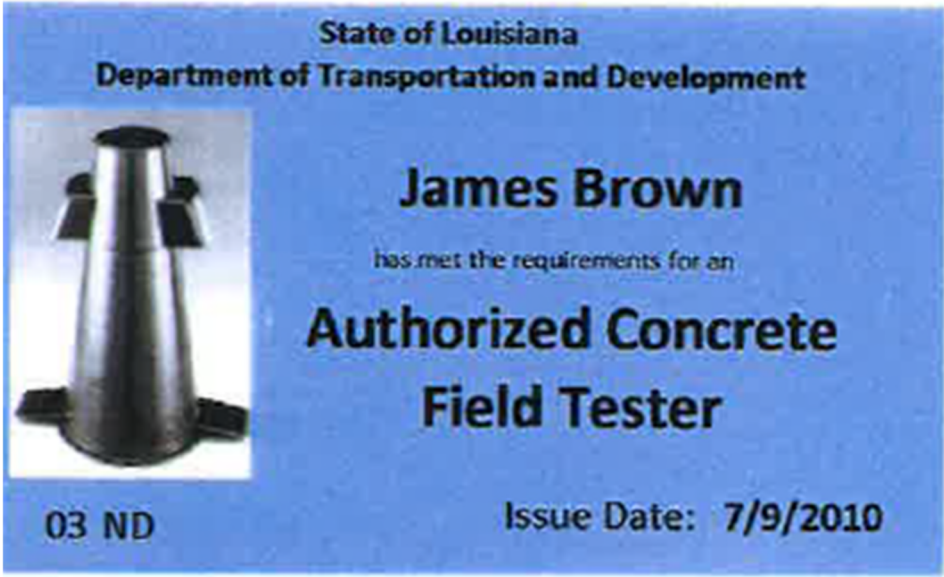 State of Louisiana
Department of Transportation and Development
James Brown
has met the requirements for an
Authorized Concrete
Field Tester
03 ND
Issue Date: 7/9/2010